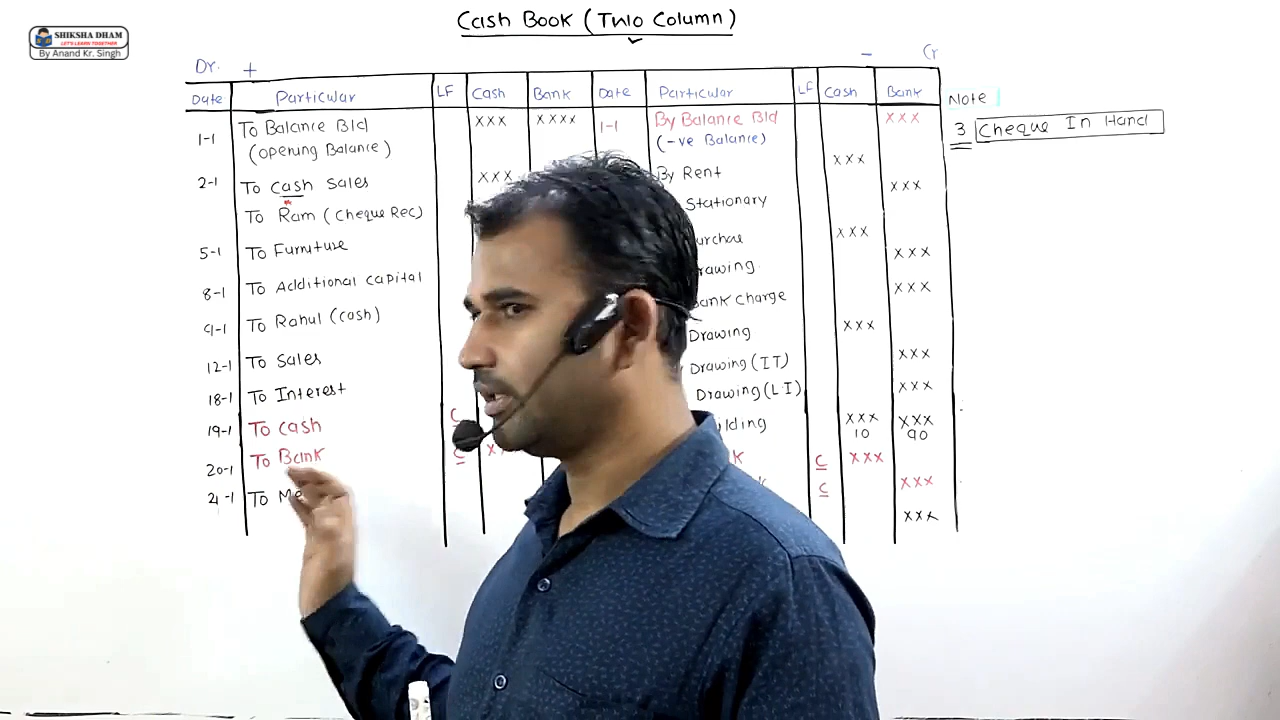 SHIKSHA DHAM
LET'S LEARN TOGETHER
By Anand Kr. Singh
Cash Book (Two Column)
Dr. +
- Cr
Date Particular LF Cash Bank Date Particular LF Cash Bank
Note
3 Cheque In Hand
1-1 To Balance B/d xxx xxxx 1-1 By Balance B/d xxx
(opening Balance) (-ve Balance)
2-1 To cash Sales xxx By Rent xxx
To Ram (Cheque Rec) Stationary xxx
5-1 To Furniture xxx
8-1 To Additional capital Drawing xxx
9-1 To Rahul (cash) Bank Charge xxx
12-1 To Sales Drawing xxx
18-1 To Interest Drawing (IT) xxx
Drawing (L.I) xxx
19-1 To cash C xxx xxx
10 90
20-1 To Bank C C xxx
21-1 To C xxx
xxx